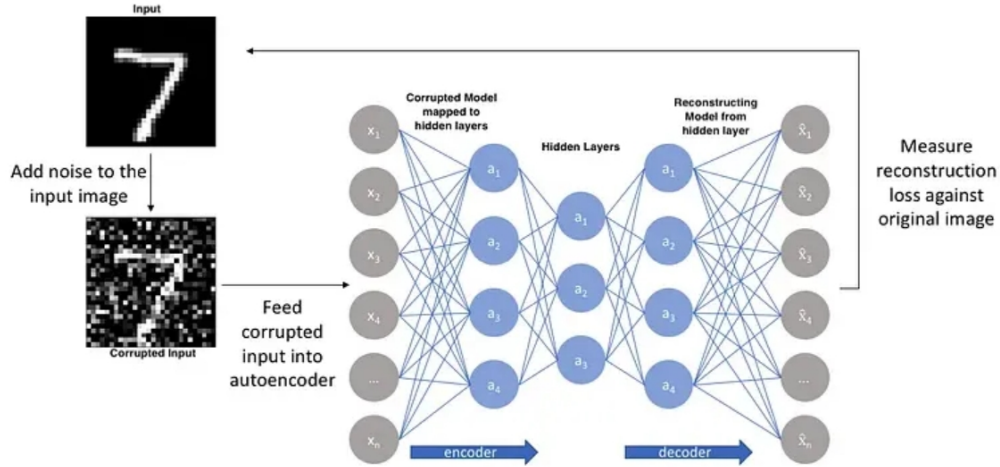 Input
Add noise to the
input image
Corrupted Input
Feed
corrupted
input into
autoencoder
x1
x2
x3
x4
...
xn
Corrupted Model
mapped to
hidden layers
a1
a2
a3
a4
Hidden Layers
a1
a2
a3
Reconstructing
Model from
hidden layer
a1
a2
a3
a4
x̂1
x̂2
x̂3
x̂4
...
x̂n
encoder
decoder
Measure
reconstruction
loss against
original image